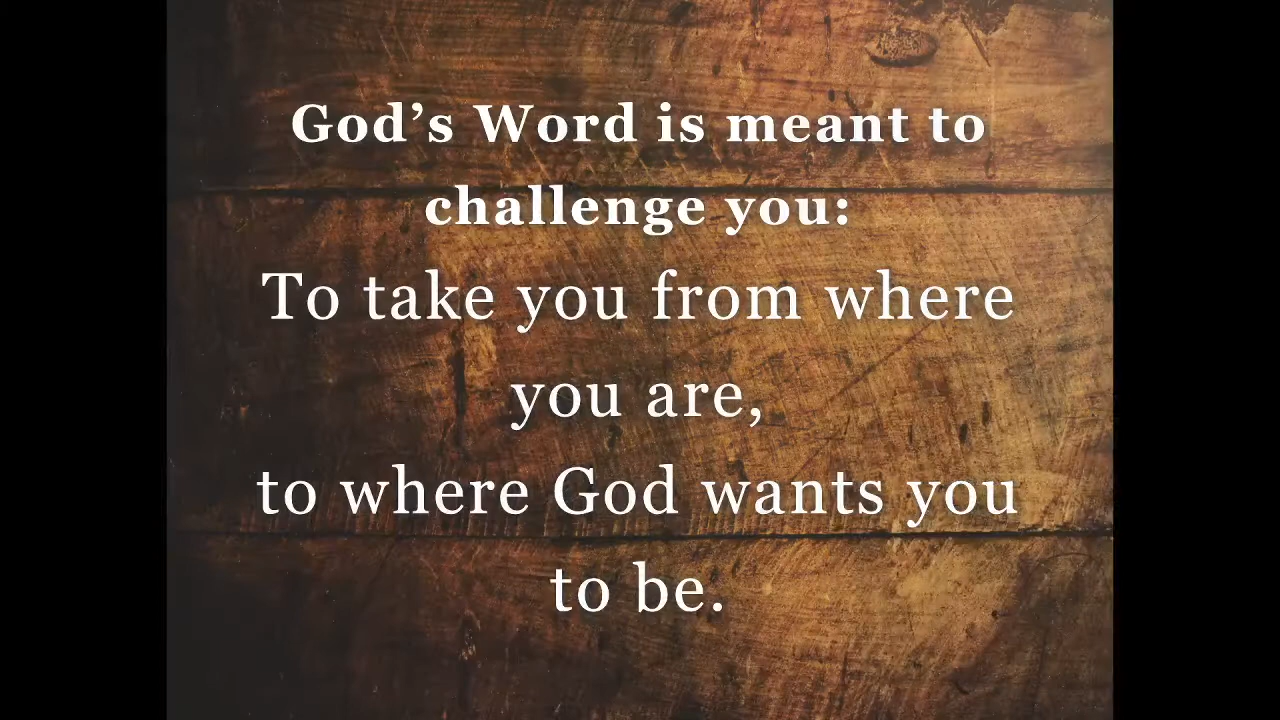 God’s Word is meant to
challenge you:
To take you from where
you are,
to where God wants you
to be.